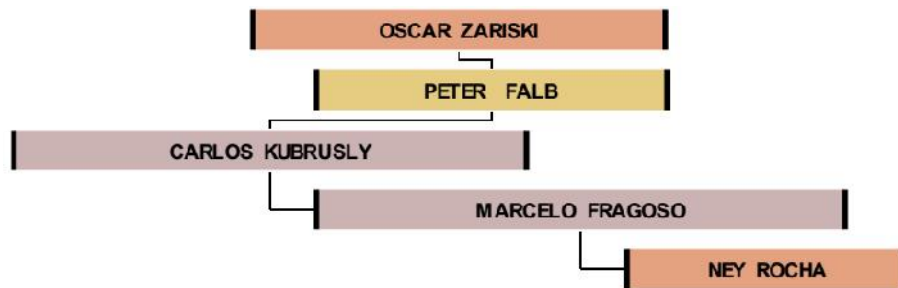 OSCAR ZARISKI
PETER FALB
CARLOS KUBRUSLY
MARCELO FRAGOSO
NEY ROCHA